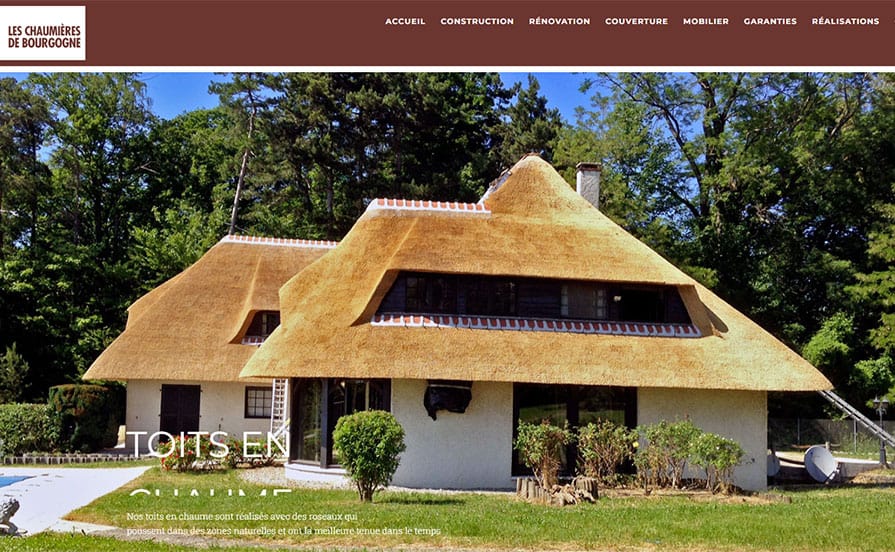 LES CHAUMIÈRES
DE BOURGOGNE
ACCUEIL CONSTRUCTION RÉNOVATION COUVERTURE MOBILIER GARANTIES RÉALISATIONS
TOITS EN
CHAUME
Nos toits en chaume sont réalisés avec des roseaux qui
poussent dans des zones naturelles et ont la meilleure tenue dans le temps